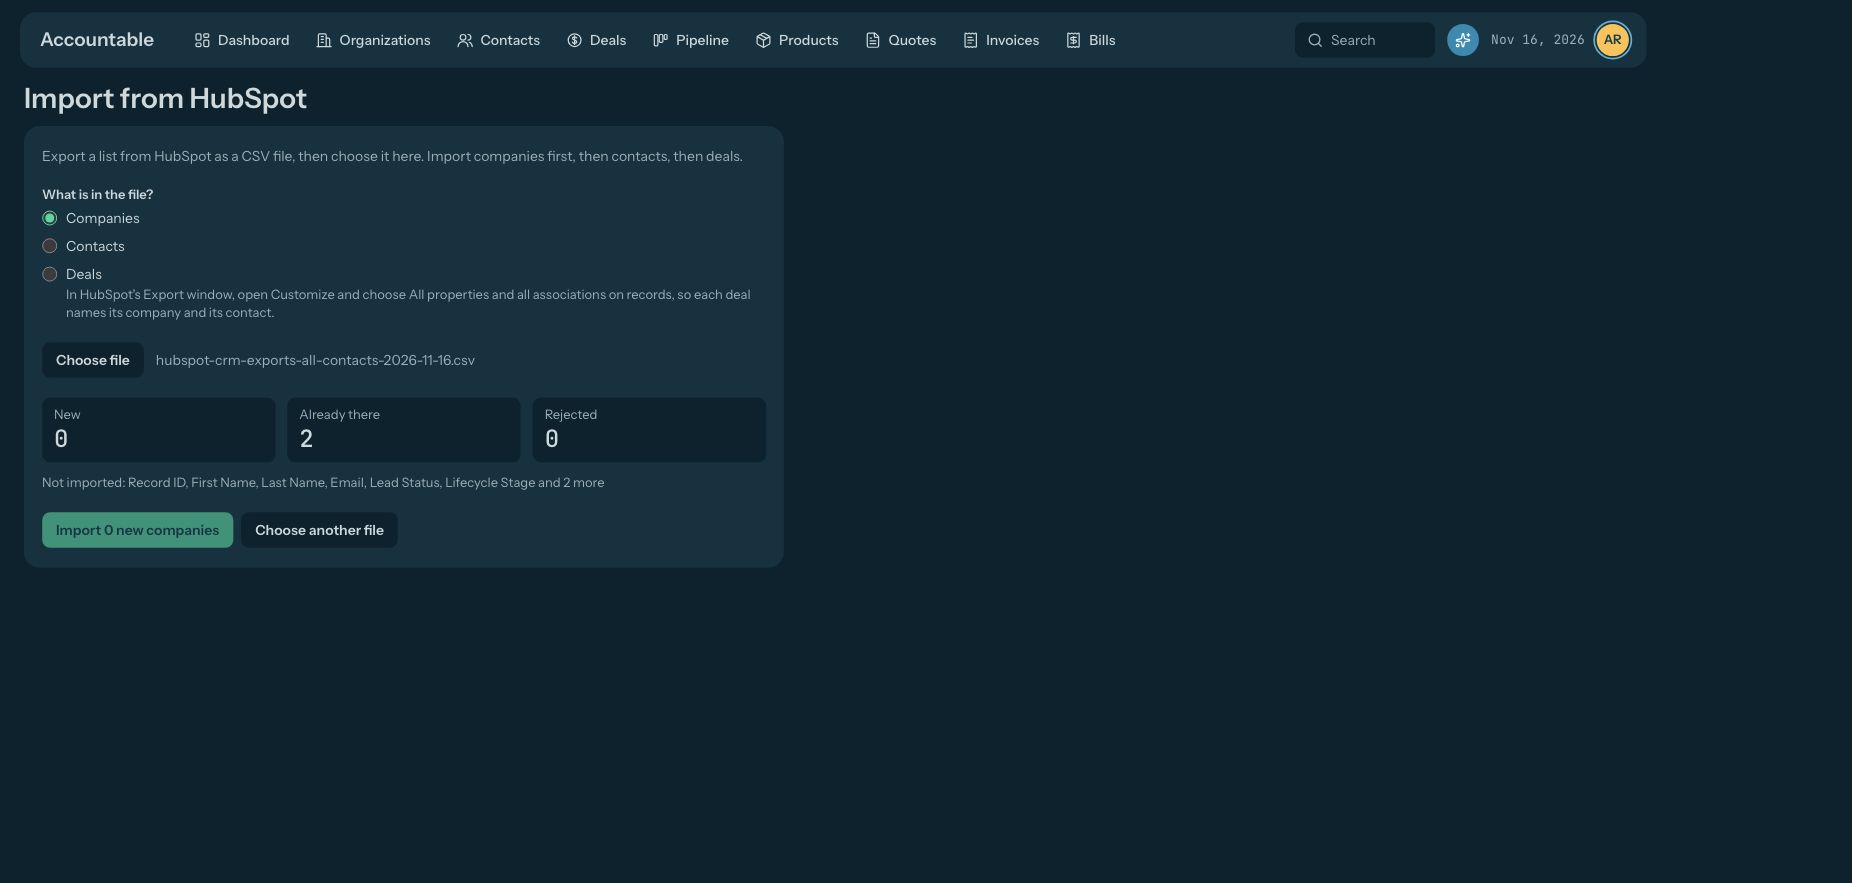 Accountable
Dashboard
Organizations
Contacts
Deals
Pipeline
Products
Quotes
Invoices
Bills
Search
Nov 16, 2026
AR
Import from HubSpot
Export a list from HubSpot as a CSV file, then choose it here. Import companies first, then contacts, then deals.
What is in the file?
Companies
Contacts
Deals
In HubSpot's Export window, open Customize and choose All properties and all associations on records, so each deal
names its company and its contact.
Choose file
hubspot-crm-exports-all-contacts-2026-11-16.csv
New
0
Already there
2
Rejected
0
Not imported: Record ID, First Name, Last Name, Email, Lead Status, Lifecycle Stage and 2 more
Import 0 new companies
Choose another file